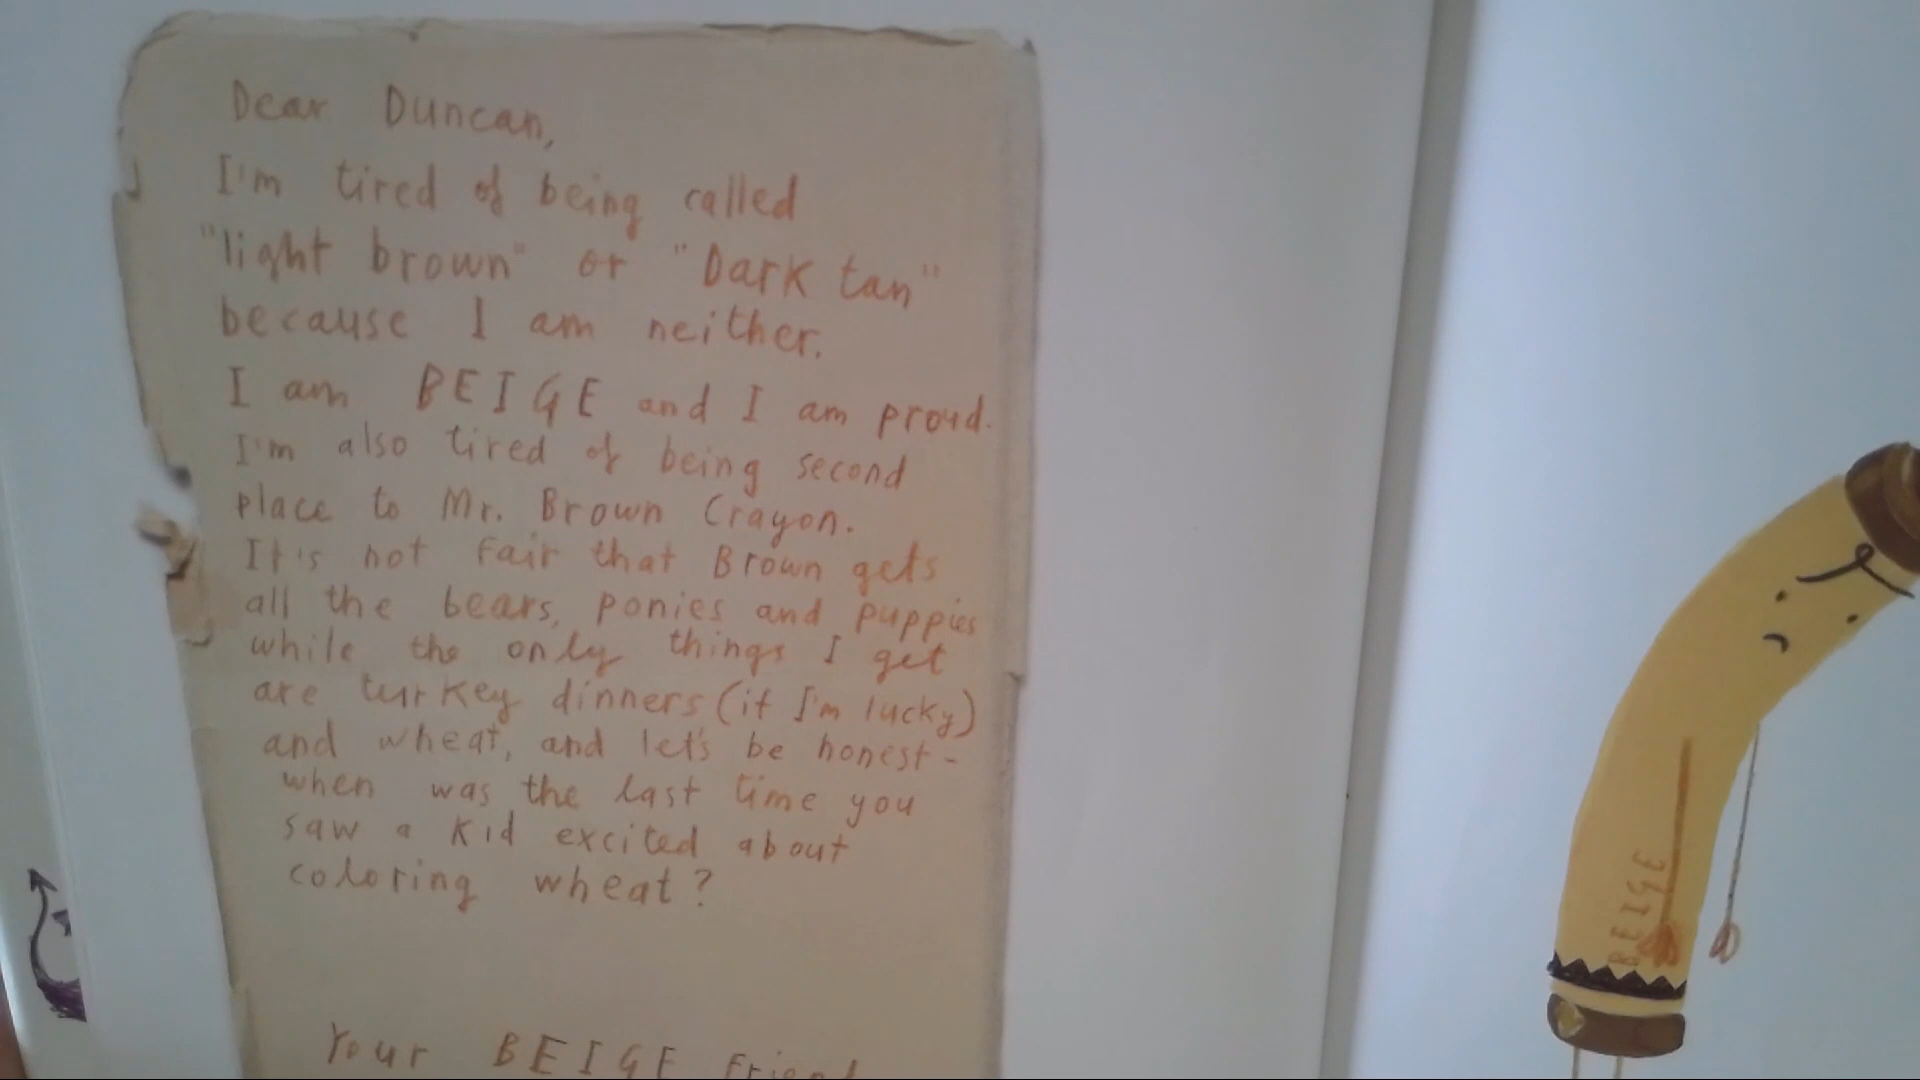 Dear Duncan,
I'm tired of being called
"light brown" or "Dark tan"
because I am neither.
I am BEIGE and I am proud.
I'm also tired of being second
place to Mr. Brown Crayon.
It's not fair that Brown gets
all the bears, ponies and puppies
while the only things I get
are turkey dinners (if I'm lucky)
and wheat, and let's be honest-
when was the last time you
saw a kid excited about
coloring wheat?
Your BEIGE friend
BEIGE